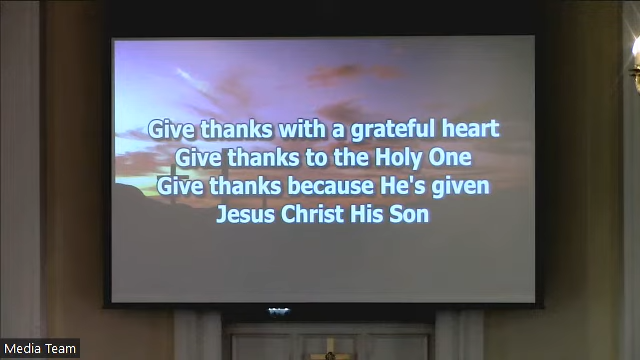 Give thanks with a grateful heart
Give thanks to the Holy One
Give thanks because He's given
Jesus Christ His Son
Media Team